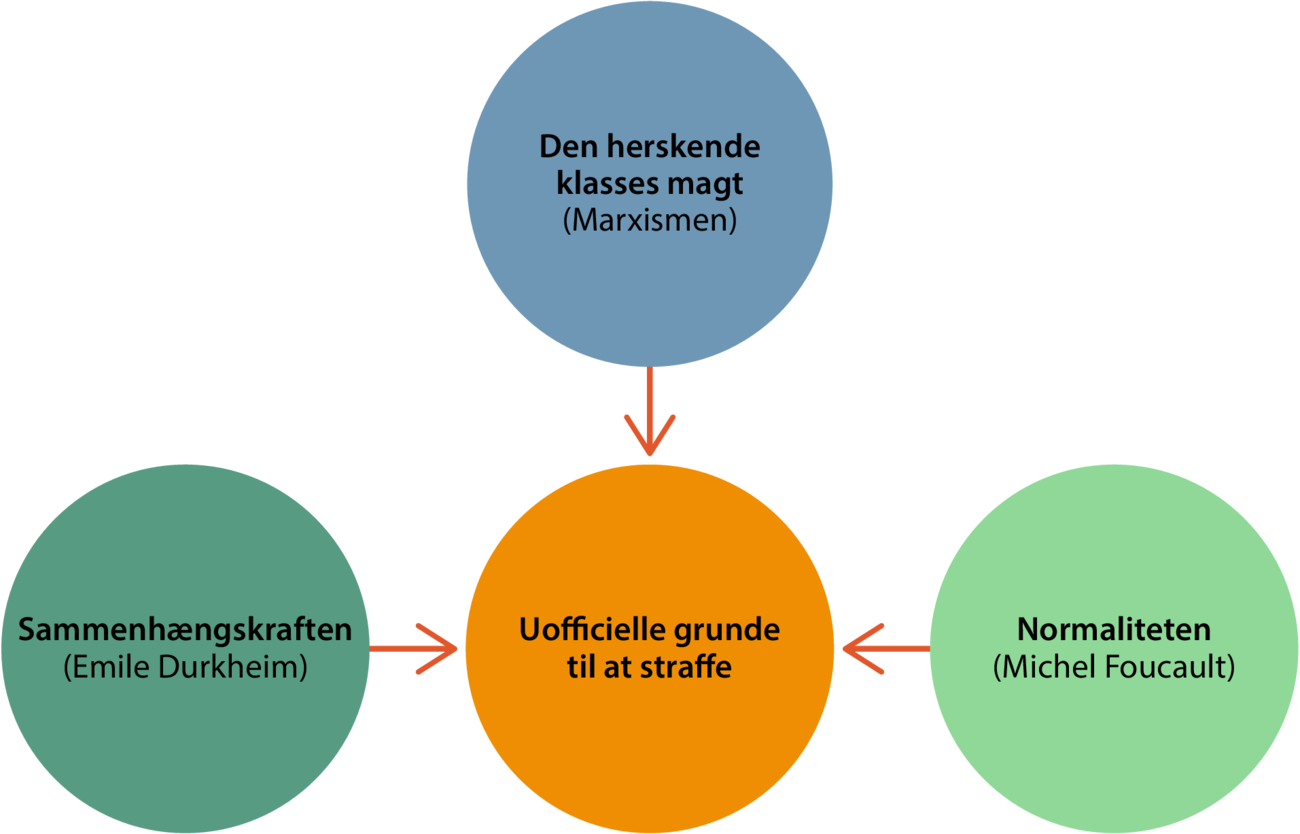 Den herskende
klasses magt
(Marxismen)
Sammenhængskraften
(Emile Durkheim)
Uofficielle grunde
til at straffe
Normaliteten
(Michel Foucault)